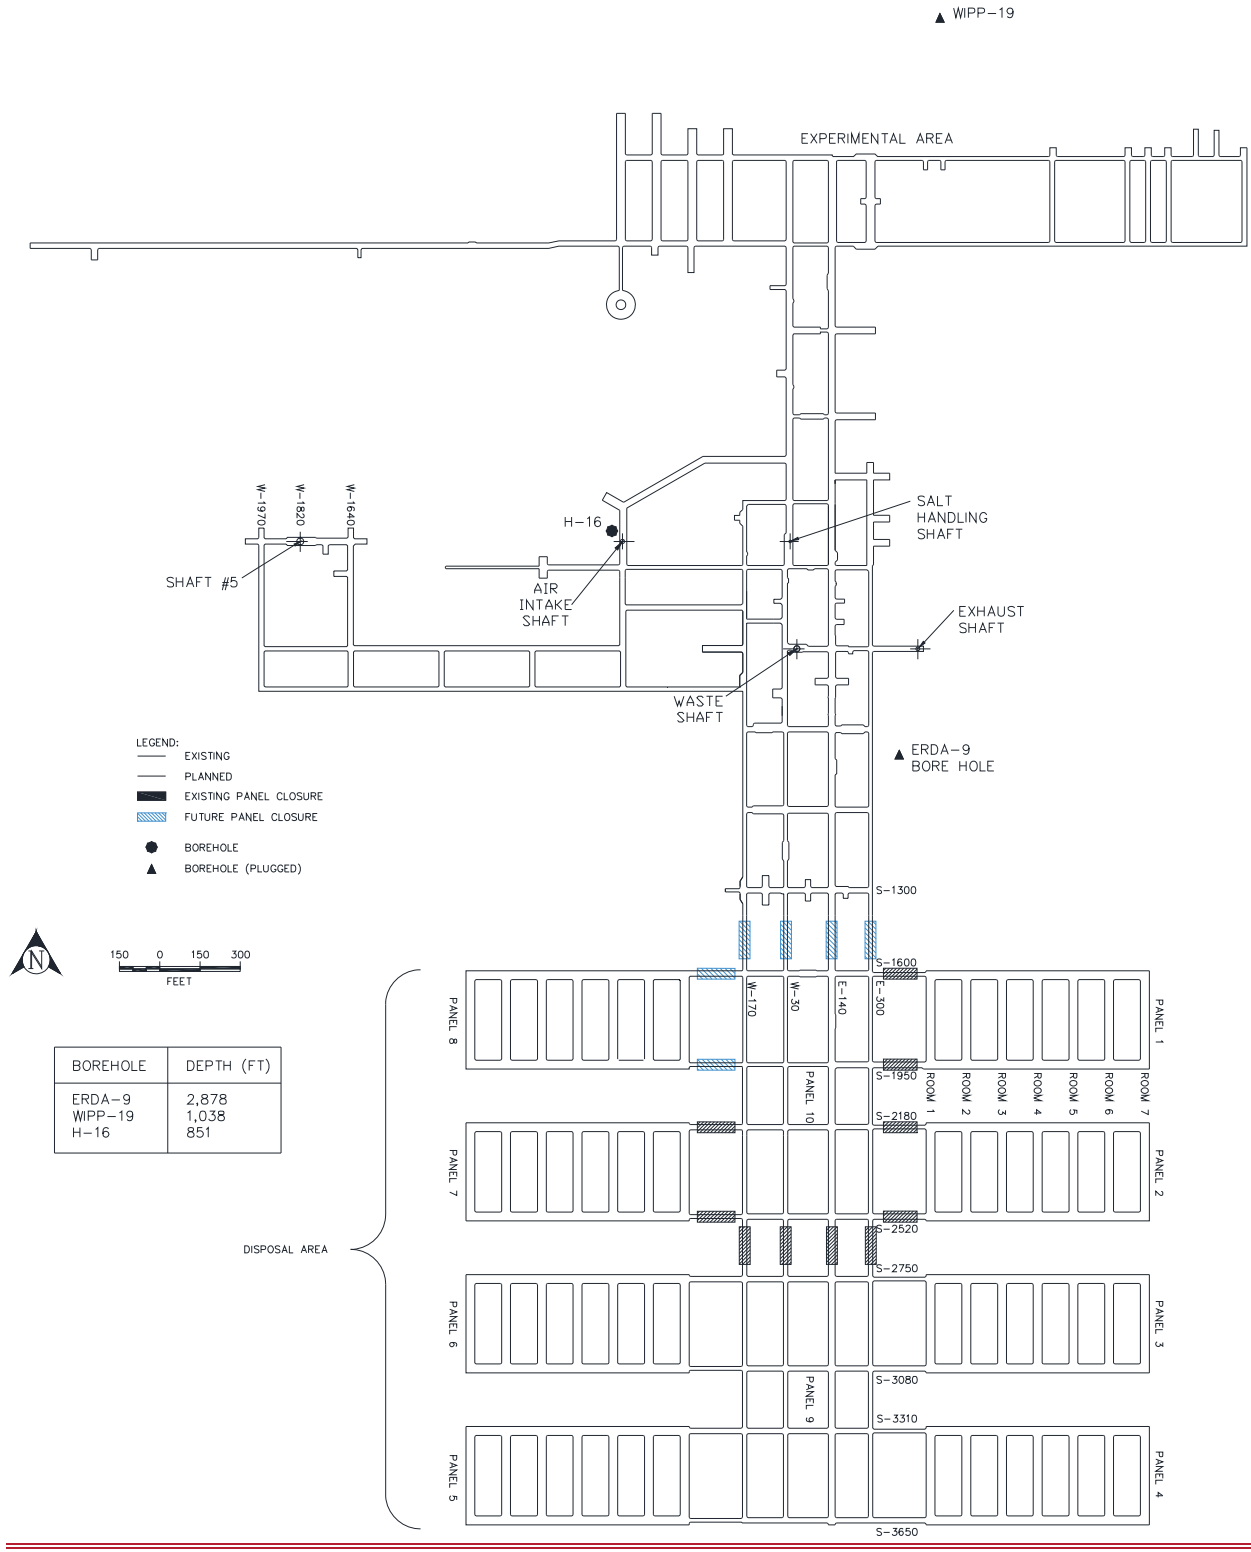 WIPP-19
EXPERIMENTAL AREA
W-1970
W-1820
W-1640
H-16
SALT
HANDLING
SHAFT
SHAFT #5
AIR
INTAKE
SHAFT
EXHAUST
SHAFT
WASTE
SHAFT
LEGEND:
EXISTING
PLANNED
EXISTING PANEL CLOSURE
FUTURE PANEL CLOSURE
BOREHOLE
BOREHOLE (PLUGGED)
ERDA-9
BORE HOLE
S-1300
N
150 0 150 300
FEET
S-1600
W-170
W-30
E-140
E-300
PANEL 8
PANEL 1
BOREHOLE DEPTH (FT)
ERDA-9 2,878
WIPP-19 1,038
H-16 851
S-1950
PANEL 10
ROOM 1
ROOM 2
ROOM 3
ROOM 4
ROOM 5
ROOM 6
ROOM 7
S-2180
PANEL 7
PANEL 2
S-2520
DISPOSAL AREA
S-2750
PANEL 6
PANEL 3
S-3080
PANEL 9
S-3310
PANEL 5
PANEL 4
S-3650